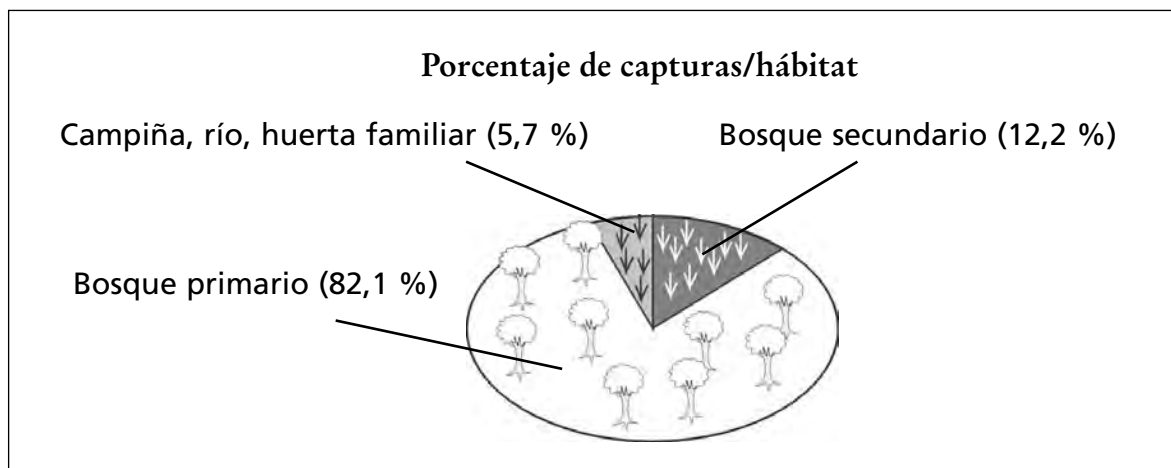 Porcentaje de capturas/hábitat
Campiña, río, huerta familiar (5,7 %)
Bosque secundario (12,2 %)
Bosque primario (82,1 %)